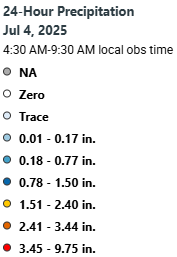 24-Hour Precipitation
Jul 4, 2025
4:30 AM-9:30 AM local obs time
NA
Zero
Trace
0.01 - 0.17 in.
0.18 - 0.77 in.
0.78 - 1.50 in.
1.51 - 2.40 in.
2.41 - 3.44 in.
3.45 - 9.75 in.